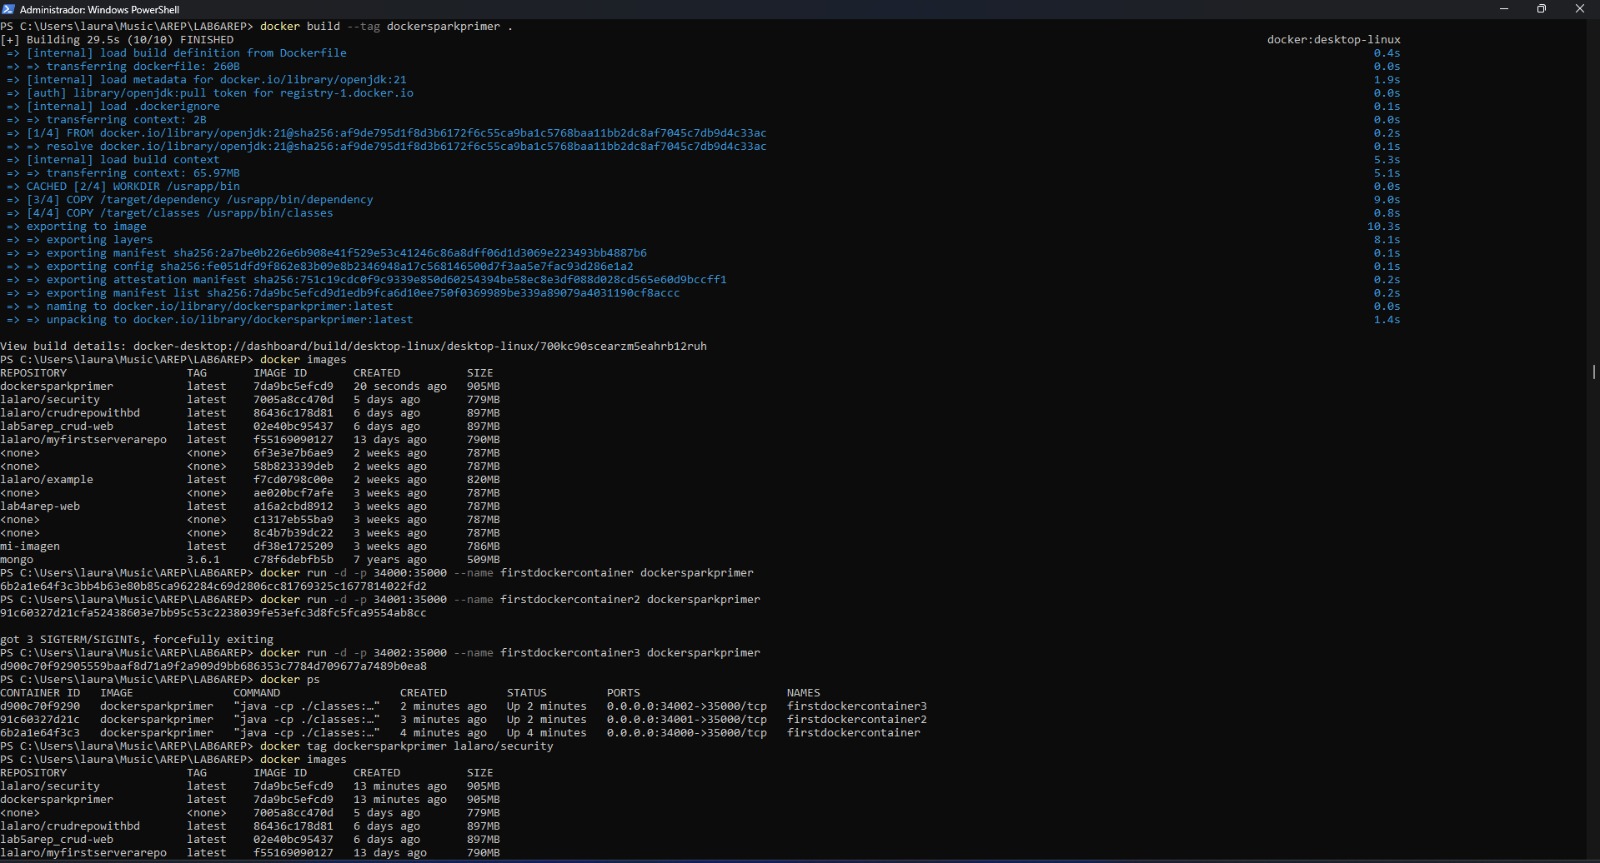 Administrador: Windows PowerShell
PS C:\Users\laura\Music\AREP\LAB6AREP> docker build --tag dockersparkprimer .
[+] Building 29.5s (10/10) FINISHED docker:desktop-linux
=> [internal] load build definition from Dockerfile 0.4s
=> => transferring dockerfile: 260B 0.0s
=> [internal] load metadata for docker.io/library/openjdk:21 1.9s
=> [auth] library/openjdk:pull token for registry-1.docker.io 0.0s
=> [internal] load .dockerignore 0.1s
=> => transferring context: 2B 0.0s
=> [1/4] FROM docker.io/library/openjdk:21@sha256:af9de795d1f8d3b6172f6c55ca9ba1c5768baa11bb2dc8af7045c7db9d4c33ac 0.2s
=> => resolve docker.io/library/openjdk:21@sha256:af9de795d1f8d3b6172f6c55ca9ba1c5768baa11bb2dc8af7045c7db9d4c33ac 0.1s
=> [internal] load build context 5.3s
=> => transferring context: 65.97MB 5.1s
=> CACHED [2/4] WORKDIR /usrapp/bin 0.0s
=> [3/4] COPY /target/dependency /usrapp/bin/dependency 9.0s
=> [4/4] COPY /target/classes /usrapp/bin/classes 0.8s
=> exporting to image 10.3s
=> => exporting layers 8.1s
=> => exporting manifest sha256:2a7be0b226e6b908e41f529e53c41246c86a8dff06d1d3069e223493bb4887b6 0.1s
=> => exporting config sha256:fe051dfd9f862e83b09e8b2346948a17c568146500d7f3aa5e7fac93d286e1a2 0.1s
=> => exporting attestation manifest sha256:751c19cdc0f9c9339e850d60254394be58ec8e3df088d028cd565e60d9bccff1 0.2s
=> => exporting manifest list sha256:7da9bc5efcd9d1edb9fca6d10ee750f0369989be339a89079a4031190cf8accc 0.2s
=> => naming to docker.io/library/dockersparkprimer:latest 0.0s
=> => unpacking to docker.io/library/dockersparkprimer:latest 1.4s
View build details: docker-desktop://dashboard/build/desktop-linux/desktop-linux/700kc90scearzm5eahrb12ruh
PS C:\Users\laura\Music\AREP\LAB6AREP> docker images
REPOSITORY TAG IMAGE ID CREATED SIZE
dockersparkprimer latest 7da9bc5efcd9 20 seconds ago 905MB
lalaro/security latest 7005a8cc470d 5 days ago 779MB
lalaro/crudrepowithbd latest 86436c178d81 6 days ago 897MB
lab5arep_crud-web latest 02e40bc95437 6 days ago 897MB
lalaro/myfirstserverarepo latest f55169090127 13 days ago 790MB
<none> <none> 6f3e3e7b6ae9 2 weeks ago 787MB
<none> <none> 58b823339deb 2 weeks ago 787MB
lalaro/example latest f7cd0798c00e 2 weeks ago 820MB
<none> <none> ae020bcf7afe 3 weeks ago 787MB
lab4arep-web latest a16a2cbd8912 3 weeks ago 787MB
<none> <none> c1317eb55ba9 3 weeks ago 787MB
<none> <none> 8c4b7b39dc22 3 weeks ago 787MB
mi-imagen latest df38e1725209 3 weeks ago 786MB
mongo 3.6.1 c78f6debfb5b 7 years ago 509MB
PS C:\Users\laura\Music\AREP\LAB6AREP> docker run -d -p 34000:35000 --name firstdockercontainer dockersparkprimer
6b2a1e64f3c3bb4b63e80b85ca962284c69d2806cc81769325c1677814022fd2
PS C:\Users\laura\Music\AREP\LAB6AREP> docker run -d -p 34001:35000 --name firstdockercontainer2 dockersparkprimer
91c60327d21cfa52438603e7bb95c53c2238039fe53efc3d8fc5fca9554ab8cc
got 3 SIGTERM/SIGINTs, forcefully exiting
PS C:\Users\laura\Music\AREP\LAB6AREP> docker run -d -p 34002:35000 --name firstdockercontainer3 dockersparkprimer
d900c70f92905559baaf8d71a9f2a909d9bb686353c7784d709677a7489b0ea8
PS C:\Users\laura\Music\AREP\LAB6AREP> docker ps
CONTAINER ID IMAGE COMMAND CREATED STATUS PORTS NAMES
d900c70f9290 dockersparkprimer "java -cp ./classes:…" 2 minutes ago Up 2 minutes 0.0.0.0:34002->35000/tcp firstdockercontainer3
91c60327d21c dockersparkprimer "java -cp ./classes:…" 3 minutes ago Up 2 minutes 0.0.0.0:34001->35000/tcp firstdockercontainer2
6b2a1e64f3c3 dockersparkprimer "java -cp ./classes:…" 4 minutes ago Up 4 minutes 0.0.0.0:34000->35000/tcp firstdockercontainer
PS C:\Users\laura\Music\AREP\LAB6AREP> docker tag dockersparkprimer lalaro/security
PS C:\Users\laura\Music\AREP\LAB6AREP> docker images
REPOSITORY TAG IMAGE ID CREATED SIZE
lalaro/security latest 7da9bc5efcd9 13 minutes ago 905MB
dockersparkprimer latest 7da9bc5efcd9 13 minutes ago 905MB
<none> <none> 7005a8cc470d 5 days ago 779MB
lalaro/crudrepowithbd latest 86436c178d81 6 days ago 897MB
lab5arep_crud-web latest 02e40bc95437 6 days ago 897MB
lalaro/myfirstserverarepo latest f55169090127 13 days ago 790MB